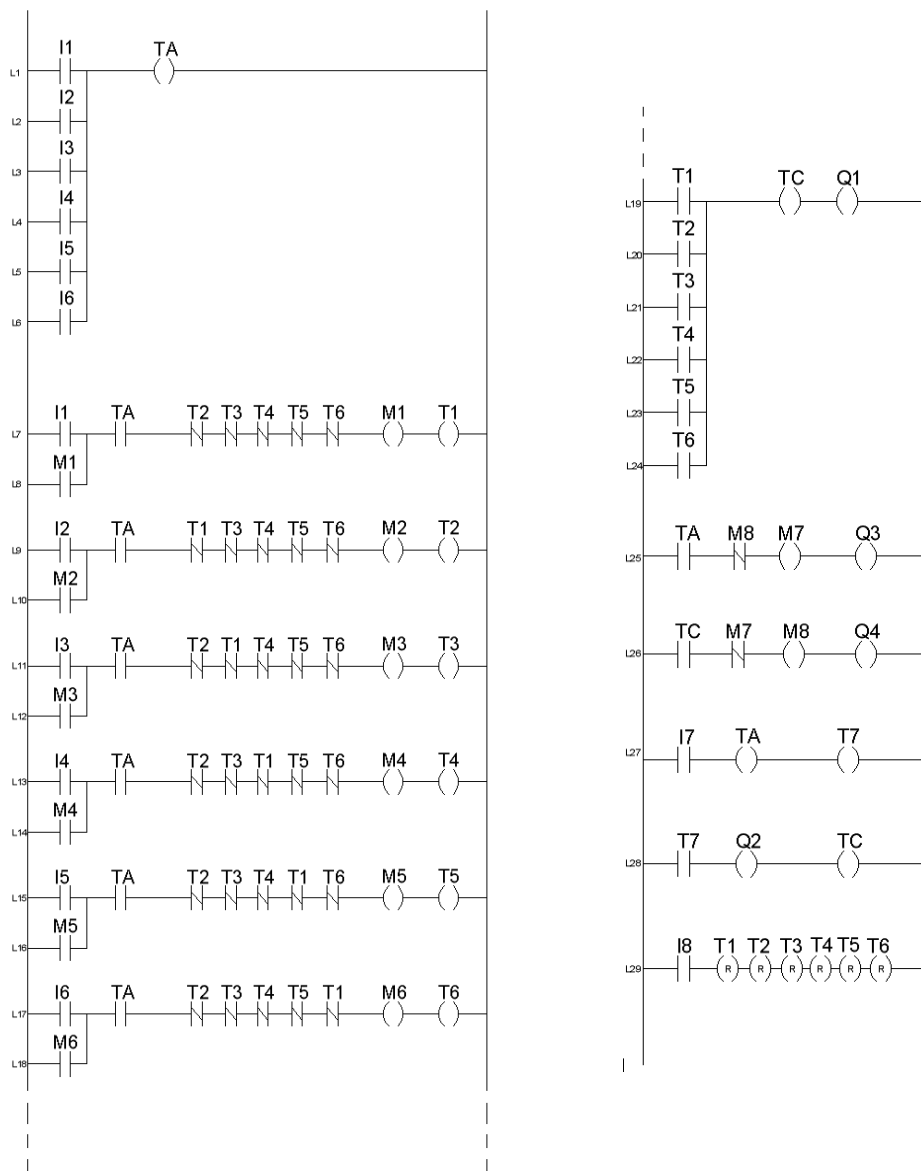 I1 TA
L1
I2
L2
I3
L3
I4
L4
I5
L5
I6
L6
I1 TA T2 T3 T4 T5 T6 M1 T1
L7
M1
L8
I2 TA T1 T3 T4 T5 T6 M2 T2
L9
M2
L10
I3 TA T2 T1 T4 T5 T6 M3 T3
L11
M3
L12
I4 TA T2 T3 T1 T5 T6 M4 T4
L13
M4
L14
I5 TA T2 T3 T4 T1 T6 M5 T5
L15
M5
L16
I6 TA T2 T3 T4 T5 T1 M6 T6
L17
M6
L18
T1 TC Q1
L19
T2
L20
T3
L21
T4
L22
T5
L23
T6
L24
TA M8 M7 Q3
L25
TC M7 M8 Q4
L26
I7 TA T7
L27
T7 Q2 TC
L28
I8 T1 T2 T3 T4 T5 T6
L29 R R R R R R